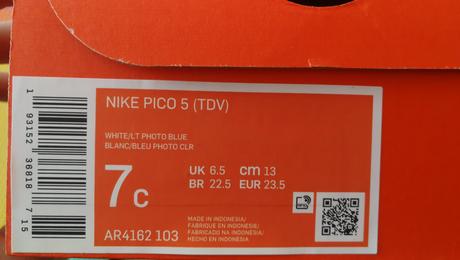 NIKE PICO 5 (TDV)
WHITE/LT PHOTO BLUE
BLANC/BLEU PHOTO CLR
7C
UK 6.5 cm 13
BR 22.5 EUR 23.5
MADE IN INDONESIA/
FABRIQUE EN INDONESIE/
FABRICADO NA INDONESIA/
HECHO EN INDONESIA
AR4162 103
1 93152 36818 7 15